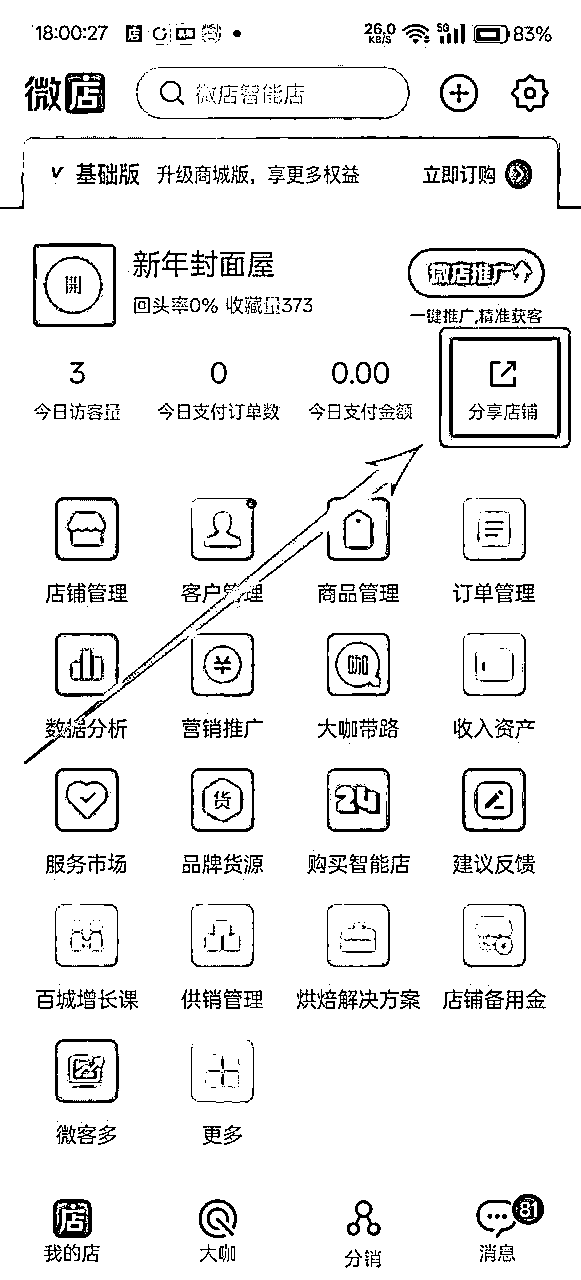 18:00:27 店 26.0 KB/S 5G 83%
微店 微店智能店
基础版 升级商城版，享更多权益 立即订购
開 新年封面屋 微店推广
回头率0% 收藏量373 一键推广,精准获客
3 0 0.00
今日访客量 今日支付订单数 今日支付金额 分享店铺
店铺管理 客户管理 商品管理 订单管理
咖
数据分析 营销推广 大咖带路 收入资产
货 24
服务市场 品牌货源 购买智能店 建议反馈
百城增长课 供销管理 烘焙解决方案 店铺备用金
微客多 更多
店 81
我的店 大咖 分销 消息